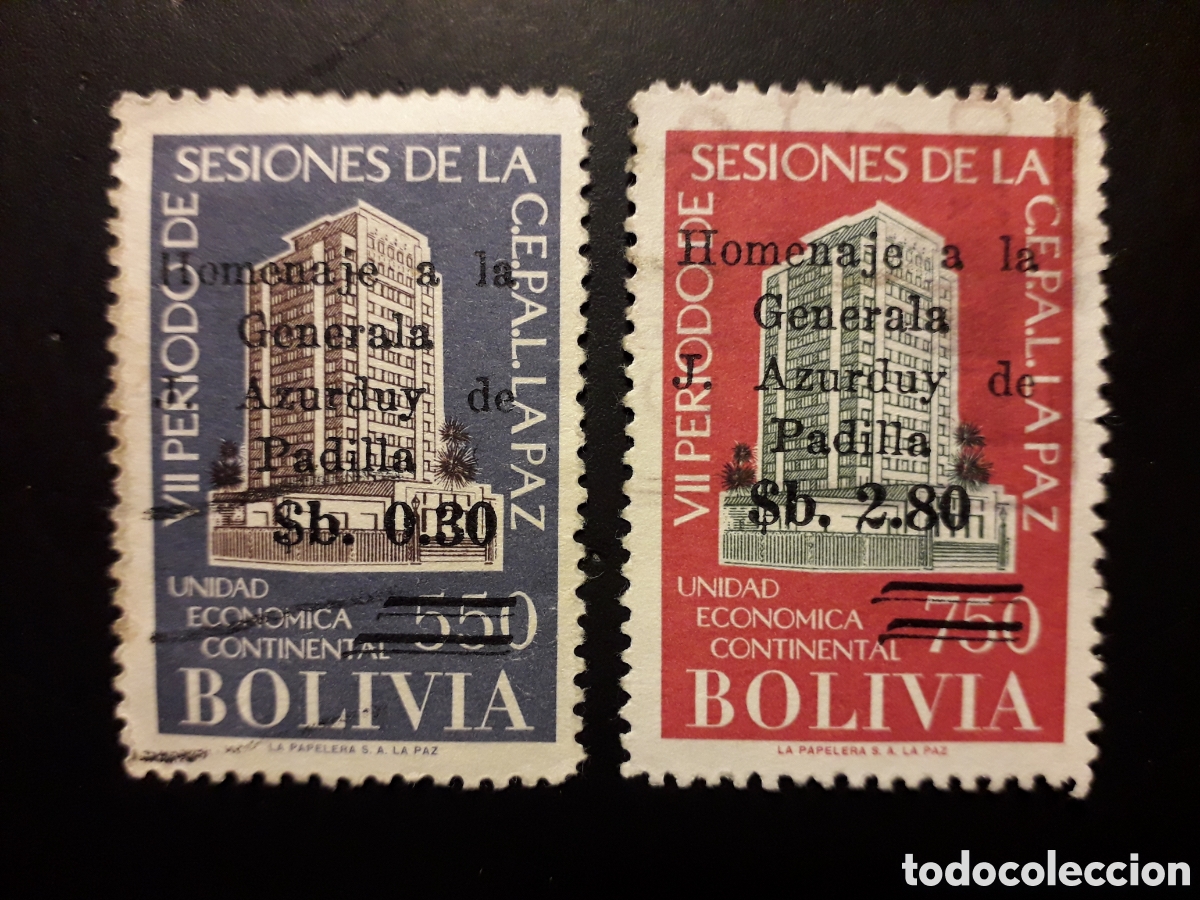 VII PERIODO DE
SESIONES DE LA
C.E.P.A.L. LA PAZ
Homenaje a la
Generala
J. Azurduy de
Padilla
$b. 0.30
UNIDAD
ECONOMICA
CONTINENTAL
550
BOLIVIA
LA PAPELERA S. A. LA PAZ
VII PERIODO DE
SESIONES DE LA
C.E.P.A.L. LA PAZ
Homenaje a la
Generala
J. Azurduy de
Padilla
$b. 2.80
UNIDAD
ECONOMICA
CONTINENTAL
750
BOLIVIA
LA PAPELERA S. A. LA PAZ
todocoleccion